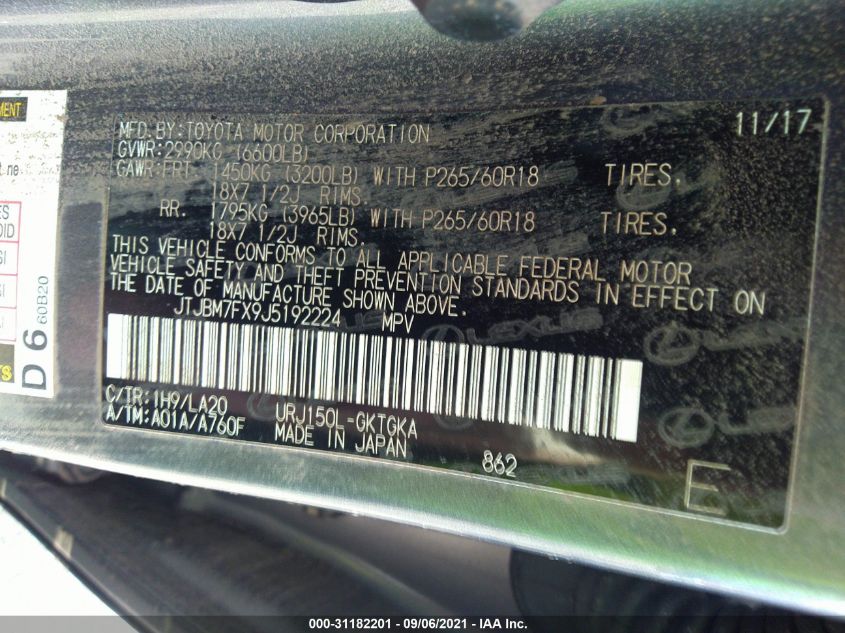 MFD.BY:TOYOTA MOTOR CORPORATION 11/17
GVWR:2990KG (6600LB)
GAWR:FRT 1450KG (3200LB) WITH P265/60R18 TIRES,
18X7 1/2J RIMS.
RR. 1795KG (3965LB) WITH P265/60R18 TIRES,
18X7 1/2J RIMS.
THIS VEHICLE CONFORMS TO ALL APPLICABLE FEDERAL MOTOR
VEHICLE SAFETY AND THEFT PREVENTION STANDARDS IN EFFECT ON
THE DATE OF MANUFACTURE SHOWN ABOVE.
JTJBM7FX9J5192224 MPV
C/TR:1H9/LA20 URJ150L-GKTGKA
A/TM:A01A/A760F MADE IN JAPAN
862 E
LEXUS
D 6 60B20
000-31182201 - 09/06/2021 - IAA Inc.